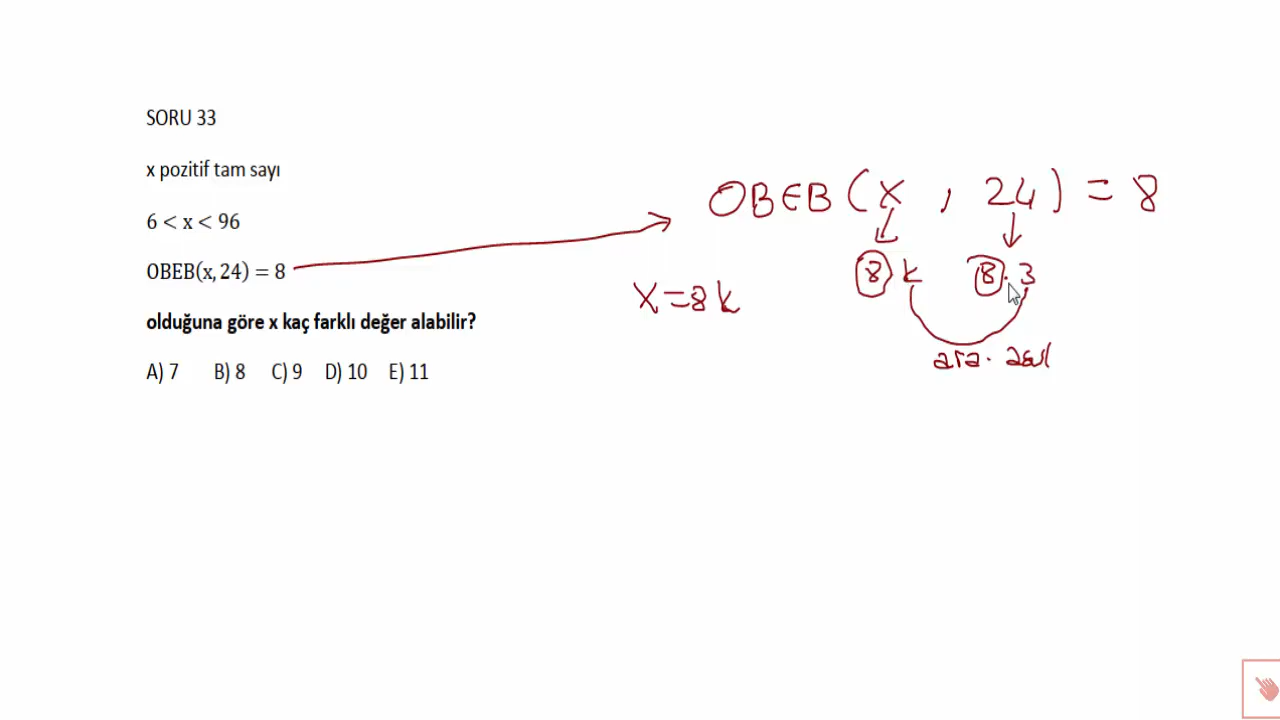 SORU 33
x pozitif tam sayı
6 < x < 96
OBEB(x, 24) = 8
olduğuna göre x kaç farklı değer alabilir?
A) 7 B) 8 C) 9 D) 10 E) 11
OBEB (x , 24) = 8
8 k 8 . 3
x = 8 k
ara. asal